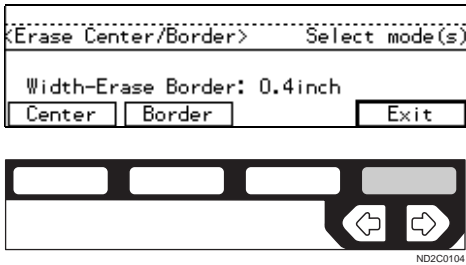 <Erase Center/Border> Select mode(s)
Width-Erase Border: 0.4inch
Center Border Exit
ND2C0104